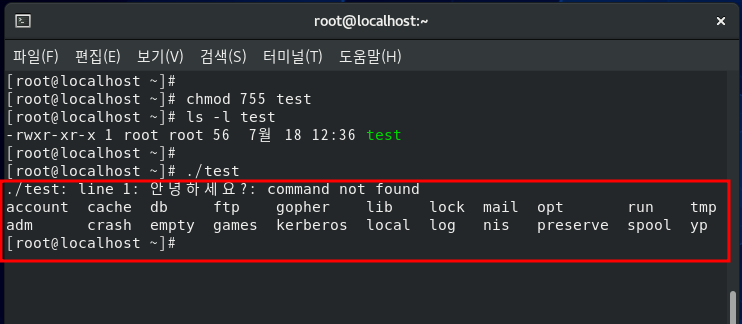 root@localhost:~
파일(F) 편집(E) 보기(V) 검색(S) 터미널(T) 도움말(H)
[root@localhost ~]#
[root@localhost ~]# chmod 755 test
[root@localhost ~]# ls -l test
-rwxr-xr-x 1 root root 56  7월  18 12:36 test
[root@localhost ~]#
[root@localhost ~]# ./test
./test: line 1: 안녕하세요?: command not found
account  cache  db     ftp    gopher    lib    lock  mail  opt       run    tmp
adm      crash  empty  games  kerberos  local  log   nis   preserve  spool  yp
[root@localhost ~]#